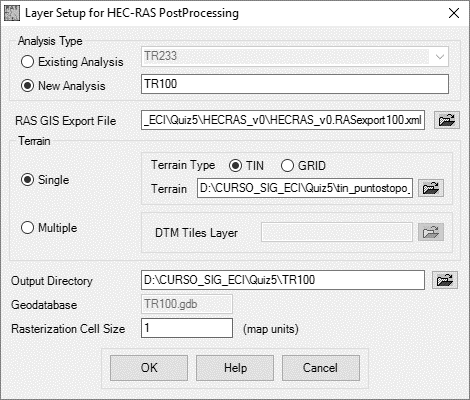 Layer Setup for HEC-RAS PostProcessing
Analysis Type
Existing Analysis
TR233
New Analysis
TR100
RAS GIS Export File
_ECI\Quiz5\HECRAS_v0\HECRAS_v0.RASexport100.xml
Terrain
Single
Terrain Type
TIN
GRID
Terrain
D:\CURSO_SIG_ECI\Quiz5\tin_puntostopo_
Multiple
DTM Tiles Layer
Output Directory
D:\CURSO_SIG_ECI\Quiz5\TR100
Geodatabase
TR100.gdb
Rasterization Cell Size
1
(map units)
OK
Help
Cancel